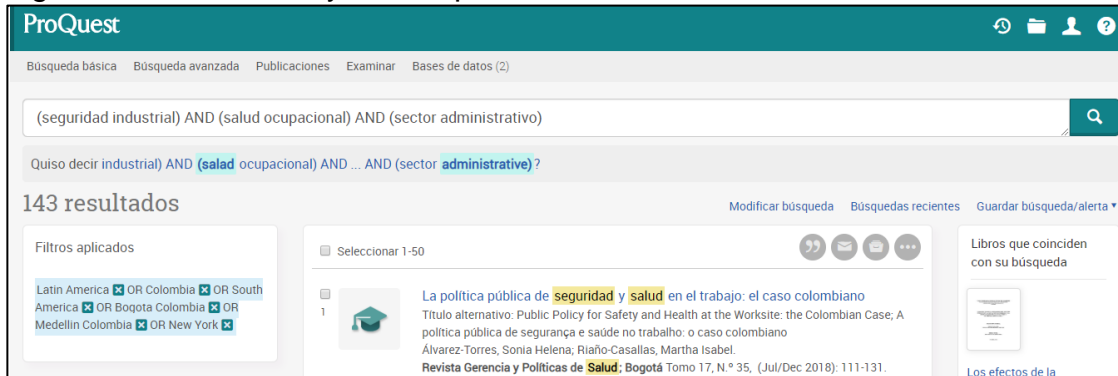 ProQuest
Búsqueda básica Búsqueda avanzada Publicaciones Examinar Bases de datos (2)
(seguridad industrial) AND (salud ocupacional) AND (sector administrativo)
Quiso decir industrial) AND (salad ocupacional) AND ... AND (sector administrative)?
143 resultados
Modificar búsqueda Búsquedas recientes Guardar búsqueda/alerta
Filtros aplicados
Latin America OR Colombia OR South
America OR Bogota Colombia OR
Medellin Colombia OR New York
Seleccionar 1-50
1
La política pública de seguridad y salud en el trabajo: el caso colombiano
Título alternativo: Public Policy for Safety and Health at the Worksite: the Colombian Case; A
política pública de segurança e saúde no trabalho: o caso colombiano
Álvarez-Torres, Sonia Helena; Riaño-Casallas, Martha Isabel.
Revista Gerencia y Políticas de Salud; Bogotá Tomo 17, N.º 35, (Jul/Dec 2018): 111-131.
Libros que coinciden
con su búsqueda
Los efectos de la